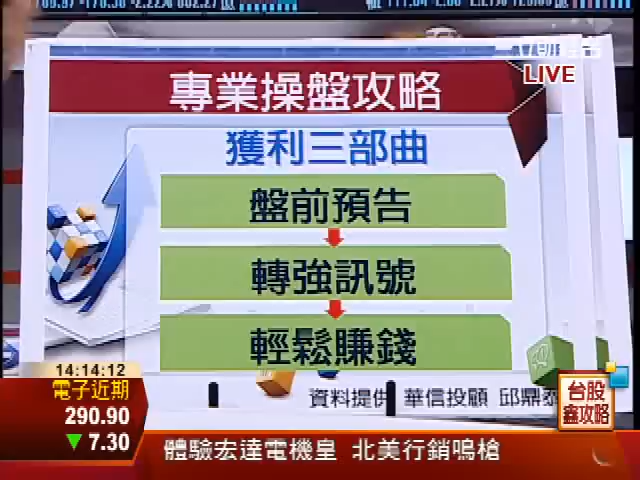 LIVE
專業操盤攻略
獲利三部曲
盤前預告
轉強訊號
輕鬆賺錢
資料提供 華信投顧 邱鼎泰
14:14:12
電子近期
290.90
▼7.30
台股
鑫攻略
體驗宏達電機皇 北美行銷鳴槍